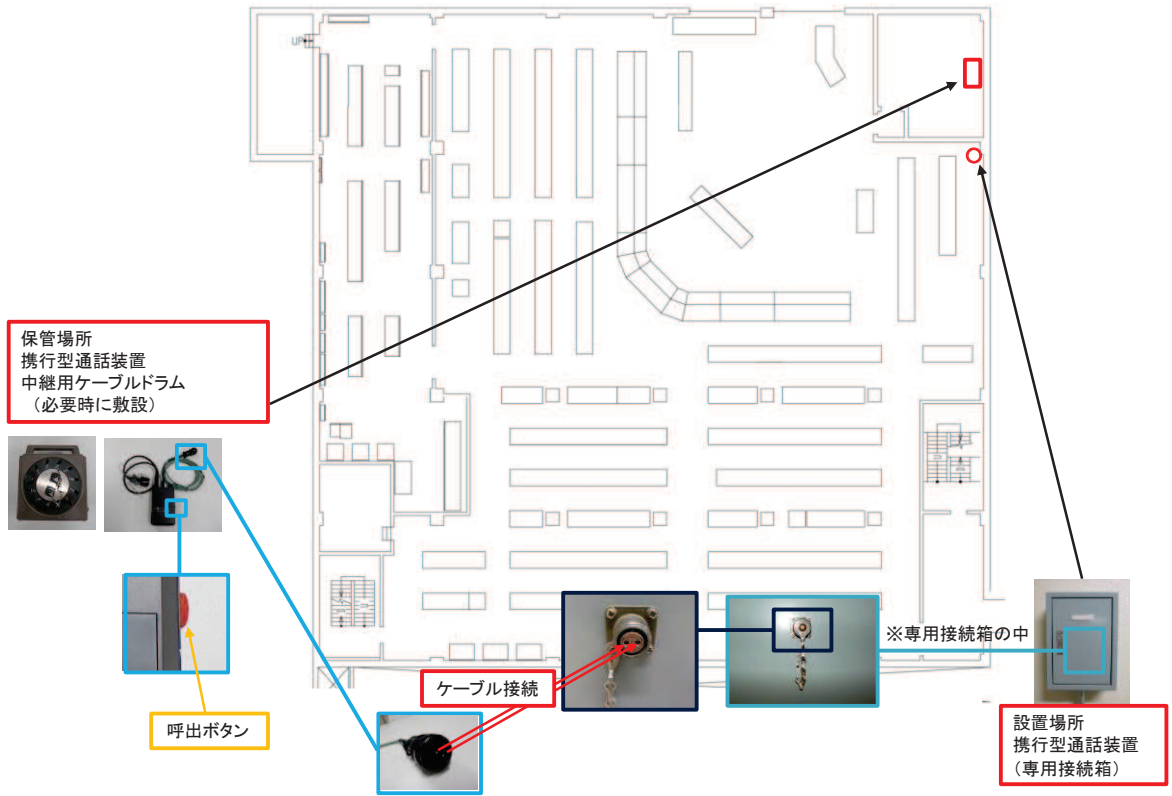 UP
保管場所
携行型通話装置
中継用ケーブルドラム
（必要時に敷設）
※専用接続箱の中
ケーブル接続
呼出ボタン
設置場所
携行型通話装置
（専用接続箱）